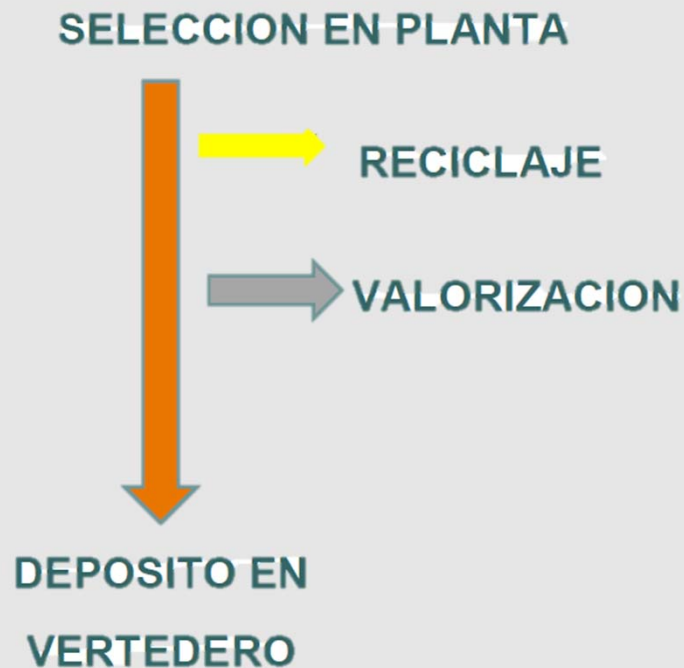 SELECCION EN PLANTA
RECICLAJE
VALORIZACION
DEPOSITO EN
VERTEDERO